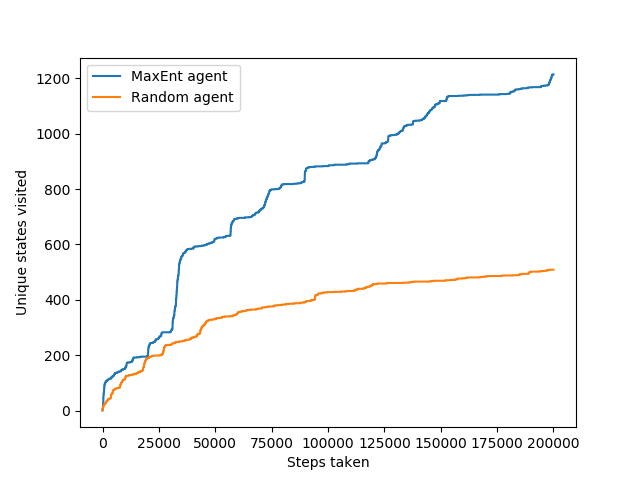 MaxEnt agent
Random agent
1200
1000
800
600
400
200
0
Unique states visited
0 25000 50000 75000 100000 125000 150000 175000 200000
Steps taken